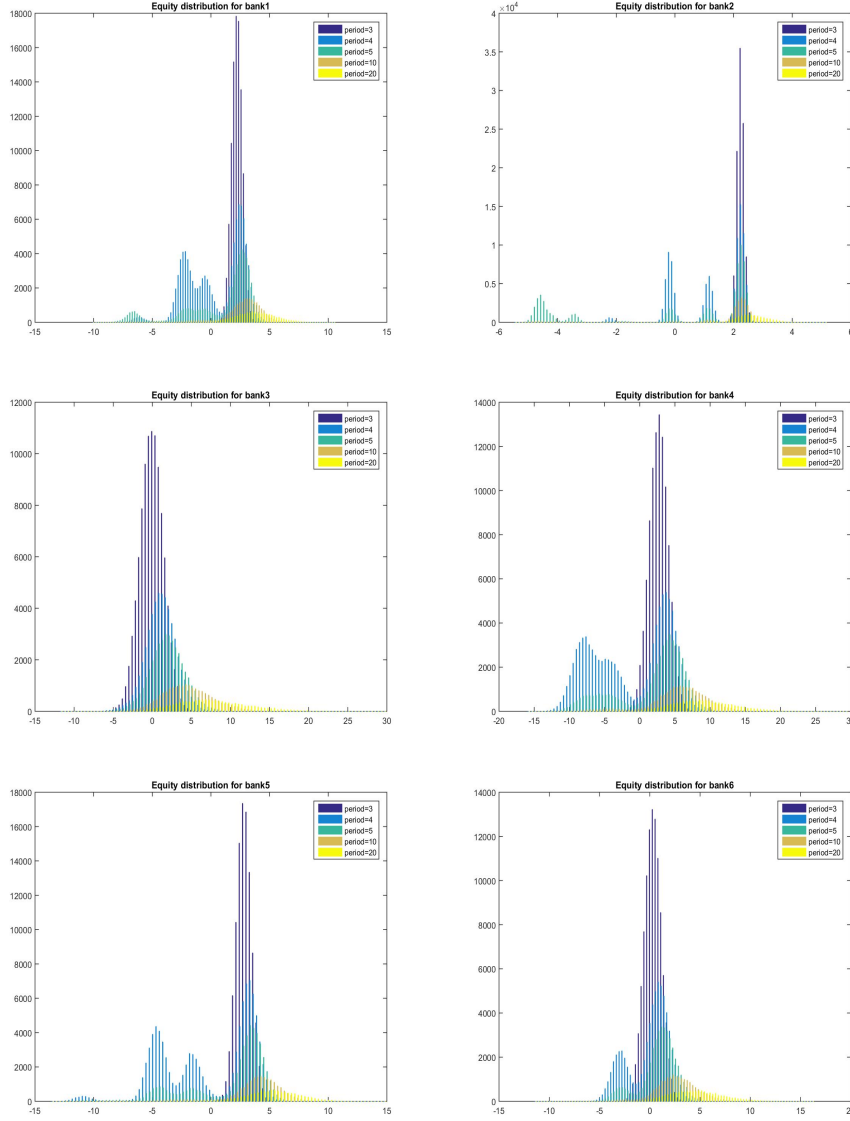 Equity distribution for bank1
18000
16000
14000
12000
10000
8000
6000
4000
2000
0
-15
-10
-5
0
5
10
15
period=3
period=4
period=5
period=10
period=20
Equity distribution for bank2
×10⁴
4
3.5
3
2.5
2
1.5
1
0.5
0
-6
-4
-2
0
2
4
6
period=3
period=4
period=5
period=10
period=20
Equity distribution for bank3
12000
10000
8000
6000
4000
2000
0
-15
-10
-5
0
5
10
15
20
25
30
period=3
period=4
period=5
period=10
period=20
Equity distribution for bank4
14000
12000
10000
8000
6000
4000
2000
0
-20
-15
-10
-5
0
5
10
15
20
25
30
period=3
period=4
period=5
period=10
period=20
Equity distribution for bank5
18000
16000
14000
12000
10000
8000
6000
4000
2000
0
-15
-10
-5
0
5
10
15
period=3
period=4
period=5
period=10
period=20
Equity distribution for bank6
14000
12000
10000
8000
6000
4000
2000
0
-15
-10
-5
0
5
10
15
20
period=3
period=4
period=5
period=10
period=20